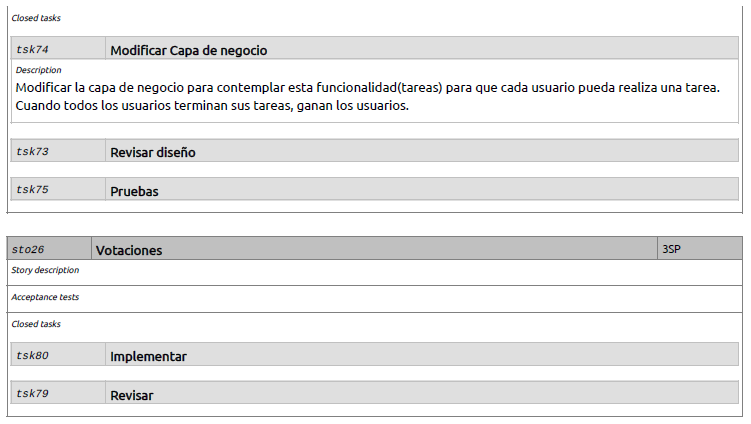 Closed tasks
tsk74 Modificar Capa de negocio
Description
Modificar la capa de negocio para contemplar esta funcionalidad(tareas) para que cada usuario pueda realiza una tarea.
Cuando todos los usuarios terminan sus tareas, ganan los usuarios.
tsk73 Revisar diseño
tsk75 Pruebas
sto26 Votaciones 3SP
Story description
Acceptance tests
Closed tasks
tsk80 Implementar
tsk79 Revisar